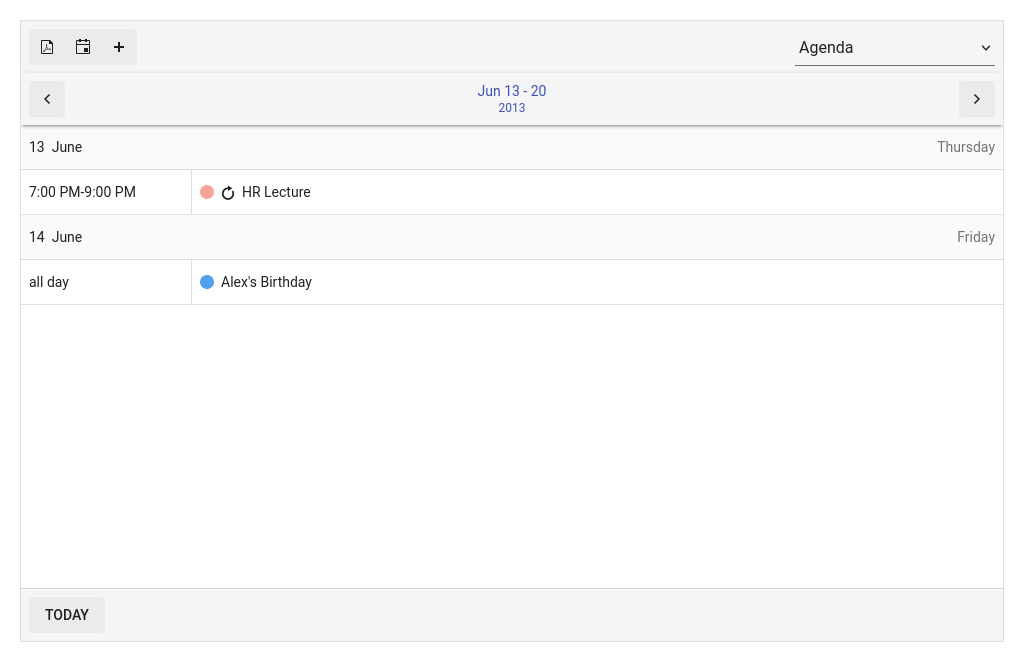 Agenda
Jun 13 - 20
2013
13 June
Thursday
7:00 PM-9:00 PM
HR Lecture
14 June
Friday
all day
Alex's Birthday
TODAY